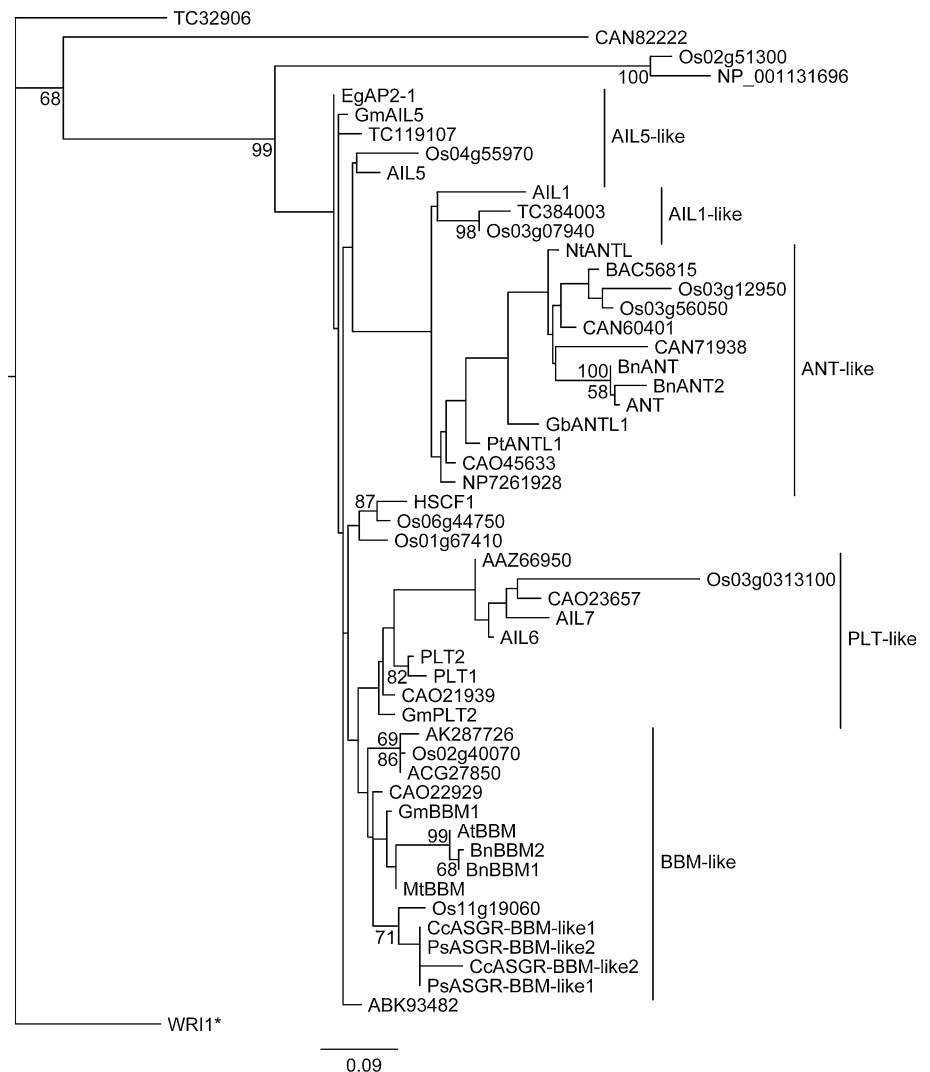 TC32906
CAN82222
68
Os02g51300
100
NP_001131696
EgAP2-1
GmAIL5
TC119107
AIL5-like
99
Os04g55970
AIL5
AIL1
TC384003
AIL1-like
98
Os03g07940
NtANTL
BAC56815
Os03g12950
Os03g56050
CAN60401
CAN71938
100
BnANT
ANT-like
58
BnANT2
ANT
GbANTL1
PtANTL1
CAO45633
NP7261928
87
HSCF1
Os06g44750
Os01g67410
AAZ66950
Os03g0313100
CAO23657
AIL7
AIL6
PLT-like
PLT2
82
PLT1
CAO21939
GmPLT2
69
AK287726
86
Os02g40070
ACG27850
CAO22929
GmBBM1
99
AtBBM
BnBBM2
68
BnBBM1
BBM-like
MtBBM
Os11g19060
71
CcASGR-BBM-like1
PsASGR-BBM-like2
CcASGR-BBM-like2
PsASGR-BBM-like1
ABK93482
WRI1*
0.09